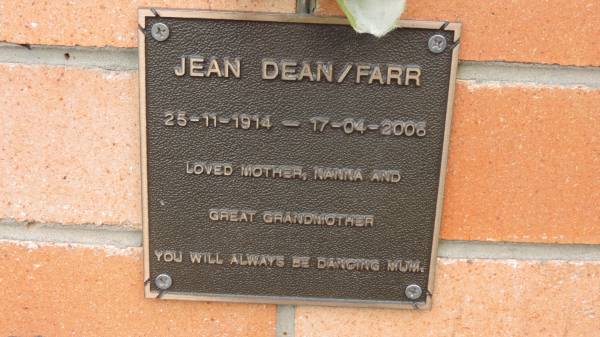 JEAN DEAN/FARR
25-11-1914 — 17-04-2006
LOVED MOTHER, NANNA AND
GREAT GRANDMOTHER
YOU WILL ALWAYS BE DANCING MUM.